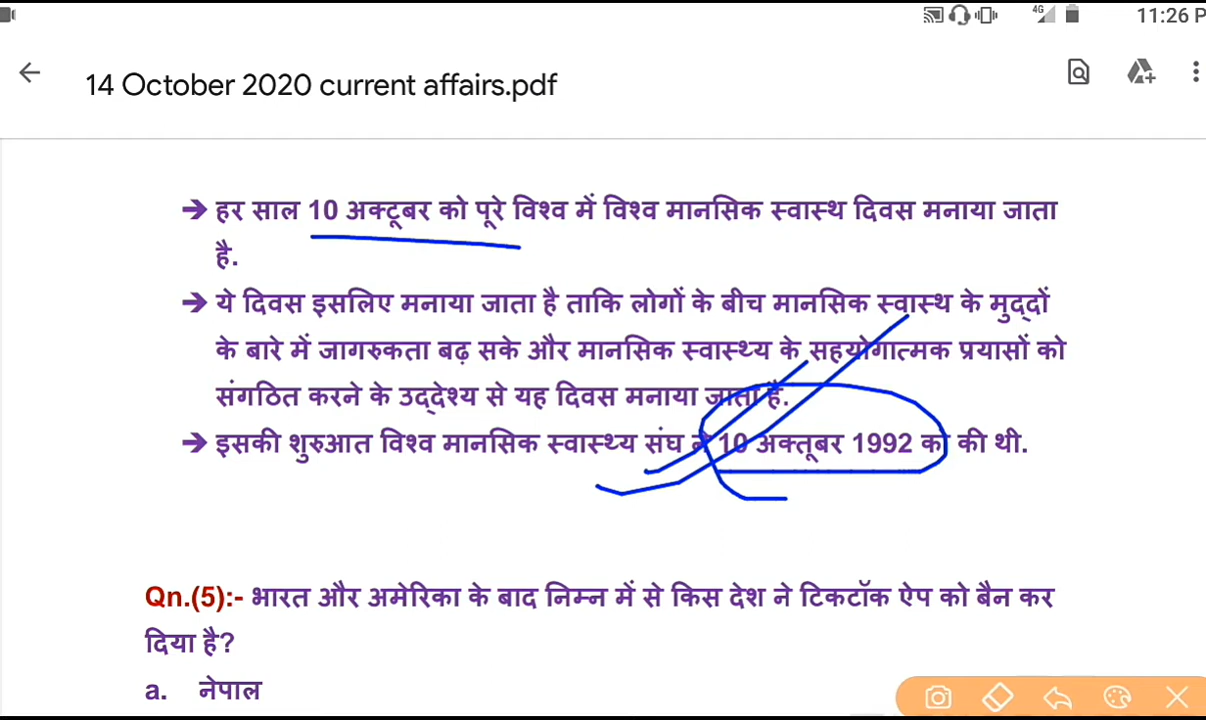 4G 11:26 P
14 October 2020 current affairs.pdf
➔ हर साल 10 अक्टूबर को पूरे विश्व में विश्व मानसिक स्वास्थ दिवस मनाया जाता
है.
➔ ये दिवस इसलिए मनाया जाता है ताकि लोगों के बीच मानसिक स्वास्थ के मुद्दों
के बारे में जागरुकता बढ़ सके और मानसिक स्वास्थ्य के सहयोगात्मक प्रयासों को
संगठित करने के उद्देश्य से यह दिवस मनाया जाता है.
➔ इसकी शुरुआत विश्व मानसिक स्वास्थ्य संघ ने 10 अक्तूबर 1992 को की थी.
Qn.(5):- भारत और अमेरिका के बाद निम्न में से किस देश ने टिकटॉक ऐप को बैन कर
दिया है?
a. नेपाल